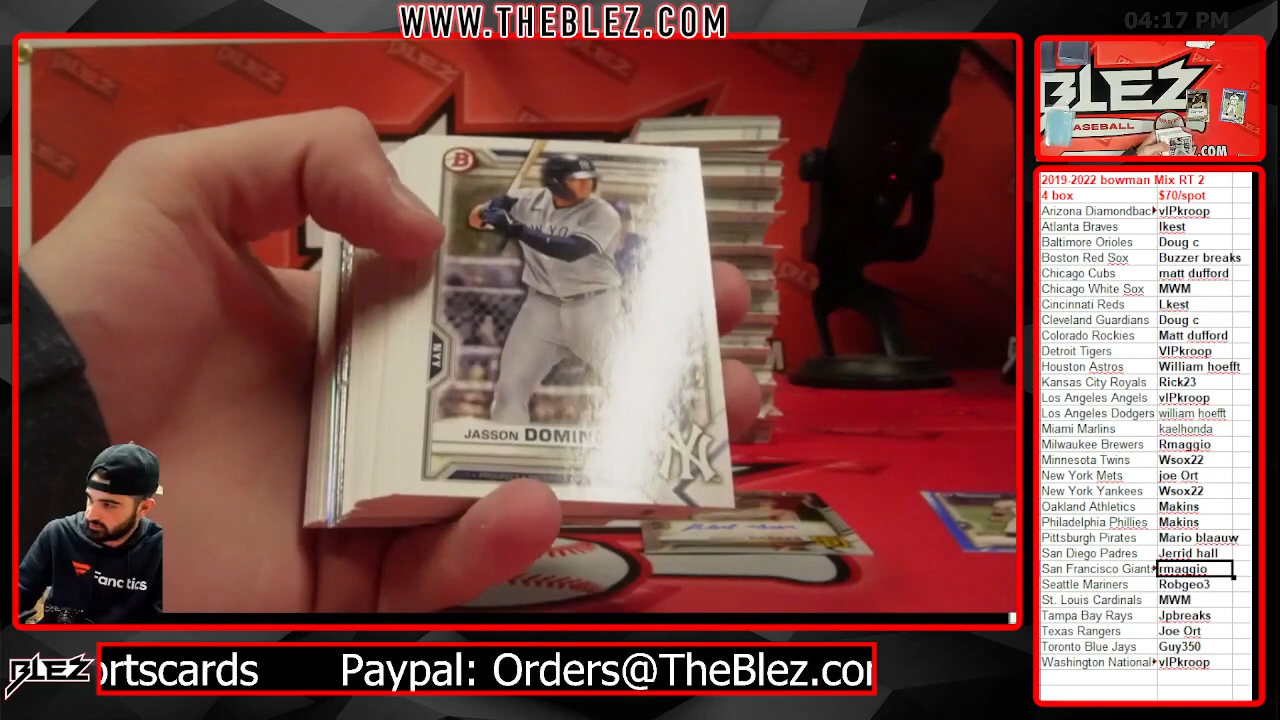 WWW.THEBLEZ.COM
04:17 PM
B
NYY
JASSON DOMIN
NY
BLEZ
BASEBALL
.COM
2019-2022 bowman Mix RT 2
4 box $70/spot
Arizona Diamondbac vIPkroop
Atlanta Braves lkest
Baltimore Orioles Doug c
Boston Red Sox Buzzer breaks
Chicago Cubs matt dufford
Chicago White Sox MWM
Cincinnati Reds Lkest
Cleveland Guardians Doug c
Colorado Rockies Matt dufford
Detroit Tigers VIPkroop
Houston Astros William hoefft
Kansas City Royals Rick23
Los Angeles Angels vIPkroop
Los Angeles Dodgers william hoefft
Miami Marlins kaelhonda
Milwaukee Brewers Rmaggio
Minnesota Twins Wsox22
New York Mets joe Ort
New York Yankees Wsox22
Oakland Athletics Makins
Philadelphia Phillies Makins
Pittsburgh Pirates Mario blaauw
San Diego Padres Jerrid hall
San Francisco Giants rmaggio
Seattle Mariners Robgeo3
St. Louis Cardinals MWM
Tampa Bay Rays Jpbreaks
Texas Rangers Joe Ort
Toronto Blue Jays Guy350
Washington National vIPkroop
Fanatics
BLEZ
ortscards Paypal: Orders@TheBlez.co